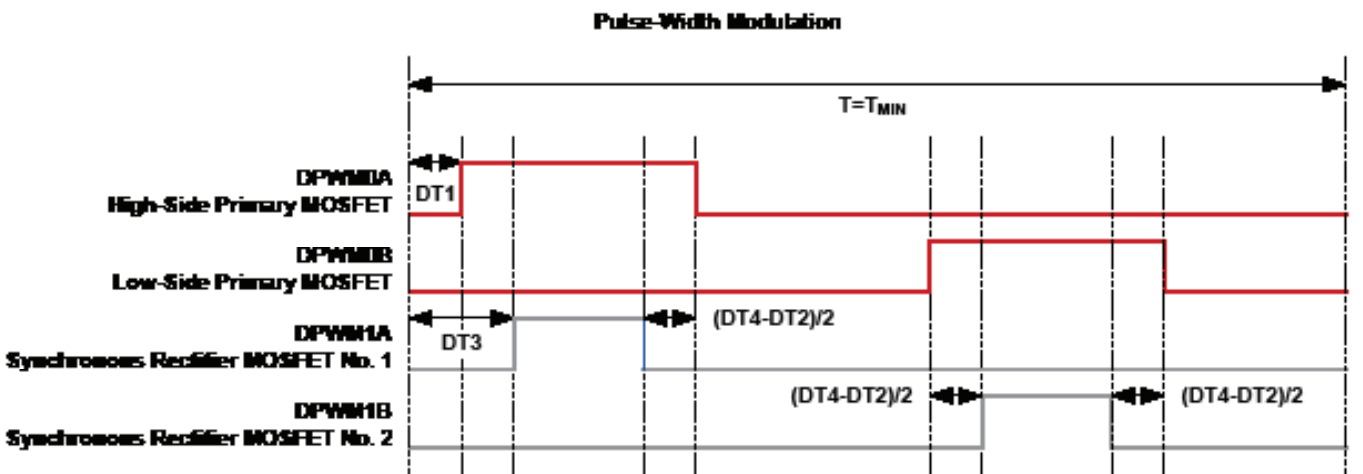 Pulse-Width Modulation
T=TMIN
DPWM0A
High-Side Primary MOSFET
DT1
DPWM0B
Low-Side Primary MOSFET
DPWM1A
Synchronous Rectifier MOSFET No. 1
DT3
(DT4-DT2)/2
DPWM1B
Synchronous Rectifier MOSFET No. 2
(DT4-DT2)/2
(DT4-DT2)/2